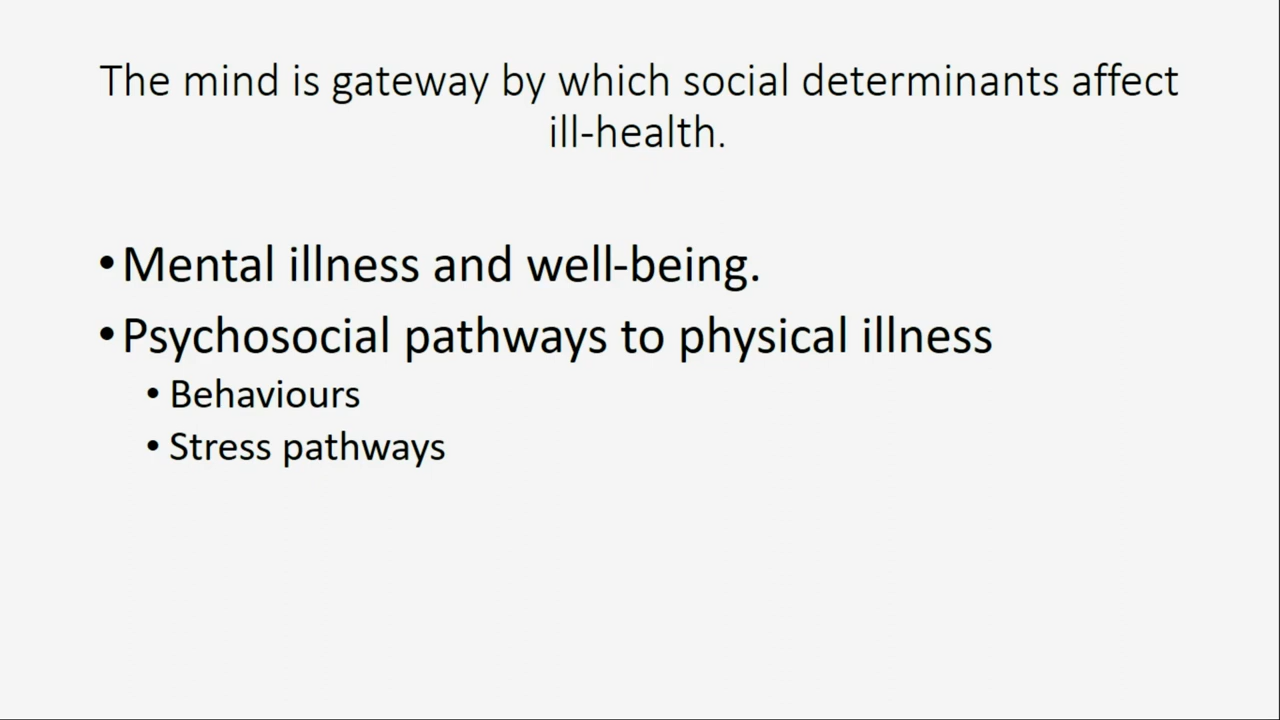 The mind is gateway by which social determinants affect
ill-health.
•Mental illness and well-being.
•Psychosocial pathways to physical illness
• Behaviours
• Stress pathways